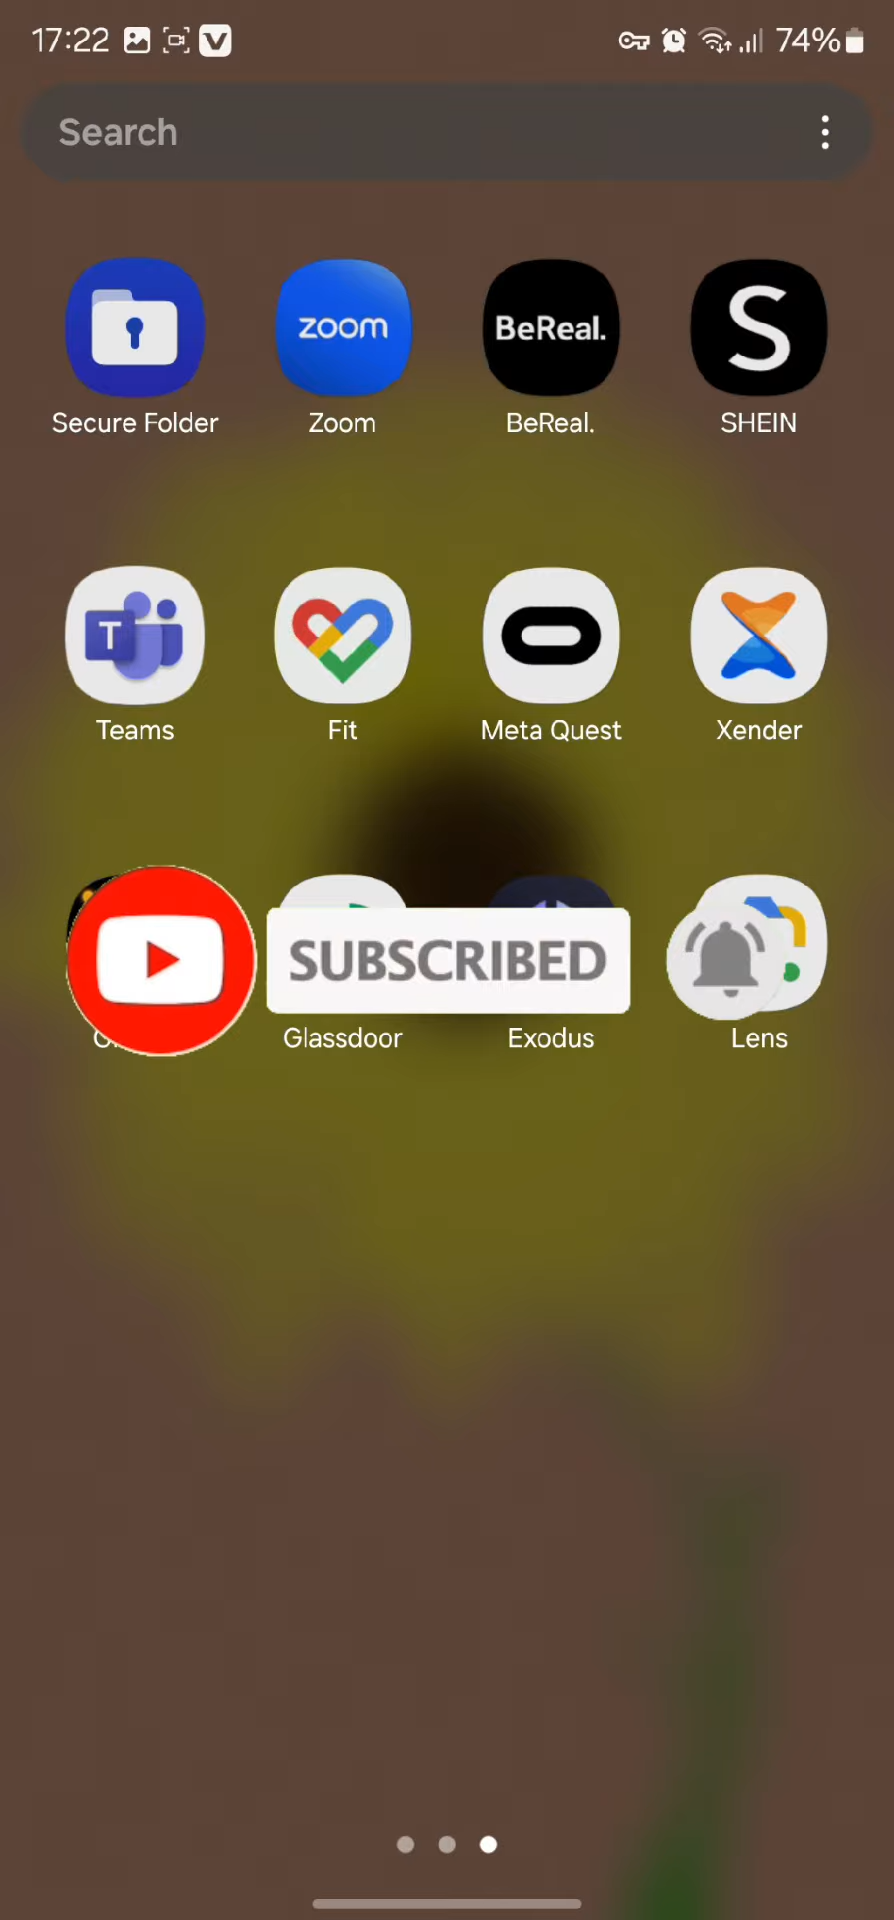 17:22 74%
Search
zoom BeReal. S
Secure Folder Zoom BeReal. SHEIN
T
Teams Fit Meta Quest Xender
SUBSCRIBED
Glassdoor Exodus Lens